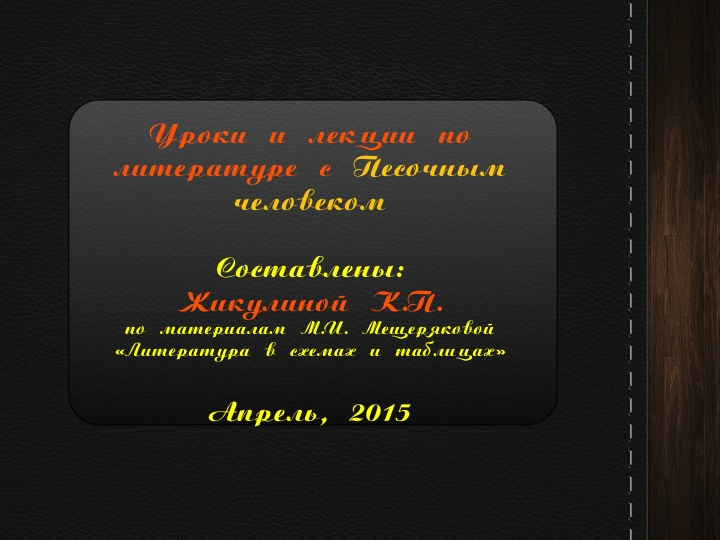 Уроки и лекции по
литературе с Песочным
человеком
Составлены:
Жикулиной К.П.
по материалам М.И. Мещеряковой
«Литература в схемах и таблицах»
Апрель, 2015